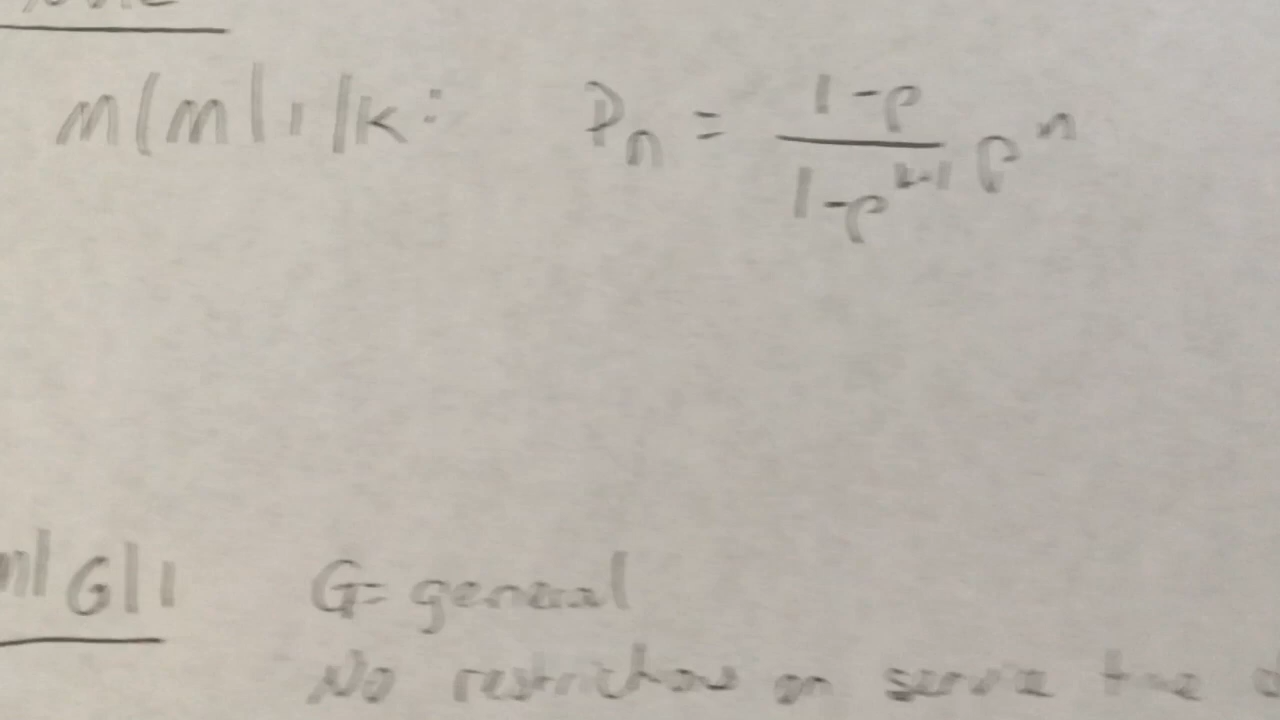 M|M|1|K: Pn = (1-ρ)/(1-ρ^(k-1)) ρ^n
M|G|1 G= general
No restrictions on service time